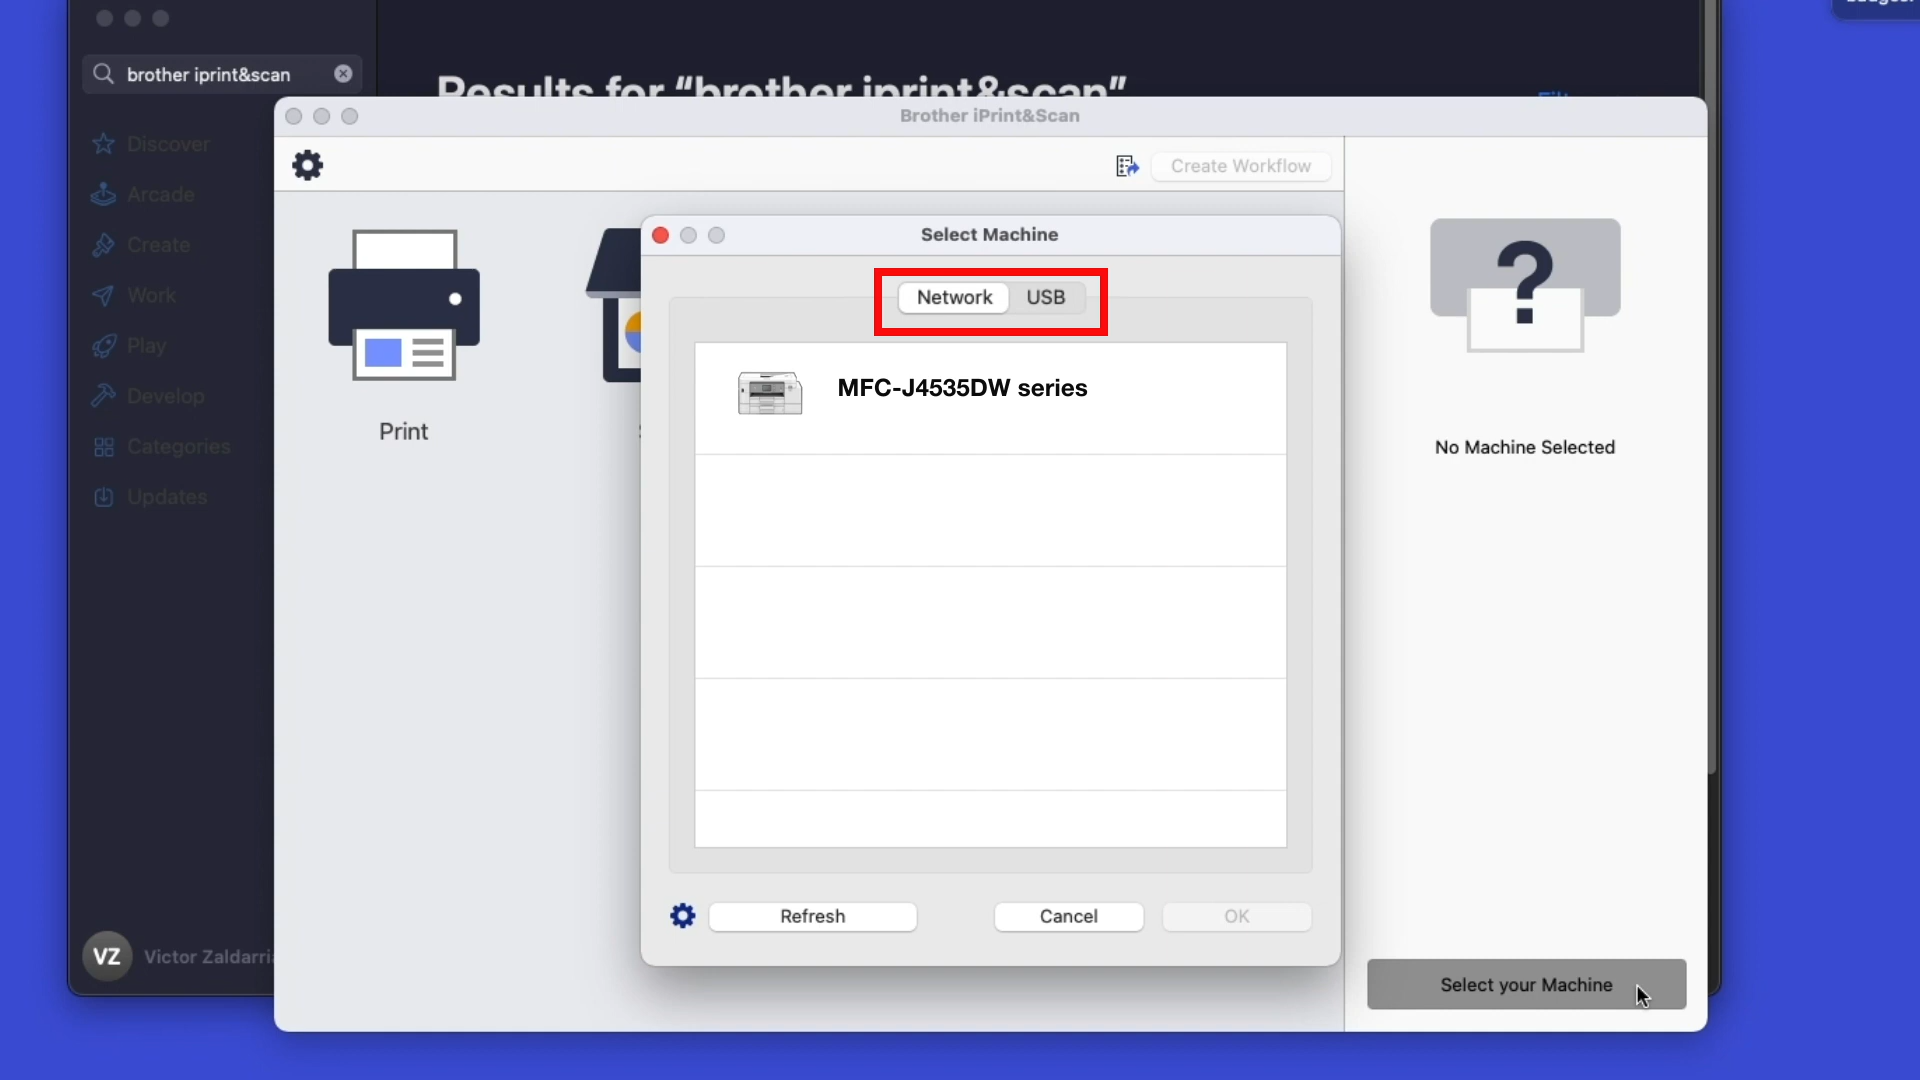 brother iprint&scan
Results for “brother iprint&scan”
Discover
Arcade
Create
Work
Play
Develop
Categories
Updates
VZ
Brother iPrint&Scan
Create Workflow
Print
Select Machine
Network
USB
MFC-J4535DW series
Refresh
Cancel
OK
?
No Machine Selected
Select your Machine